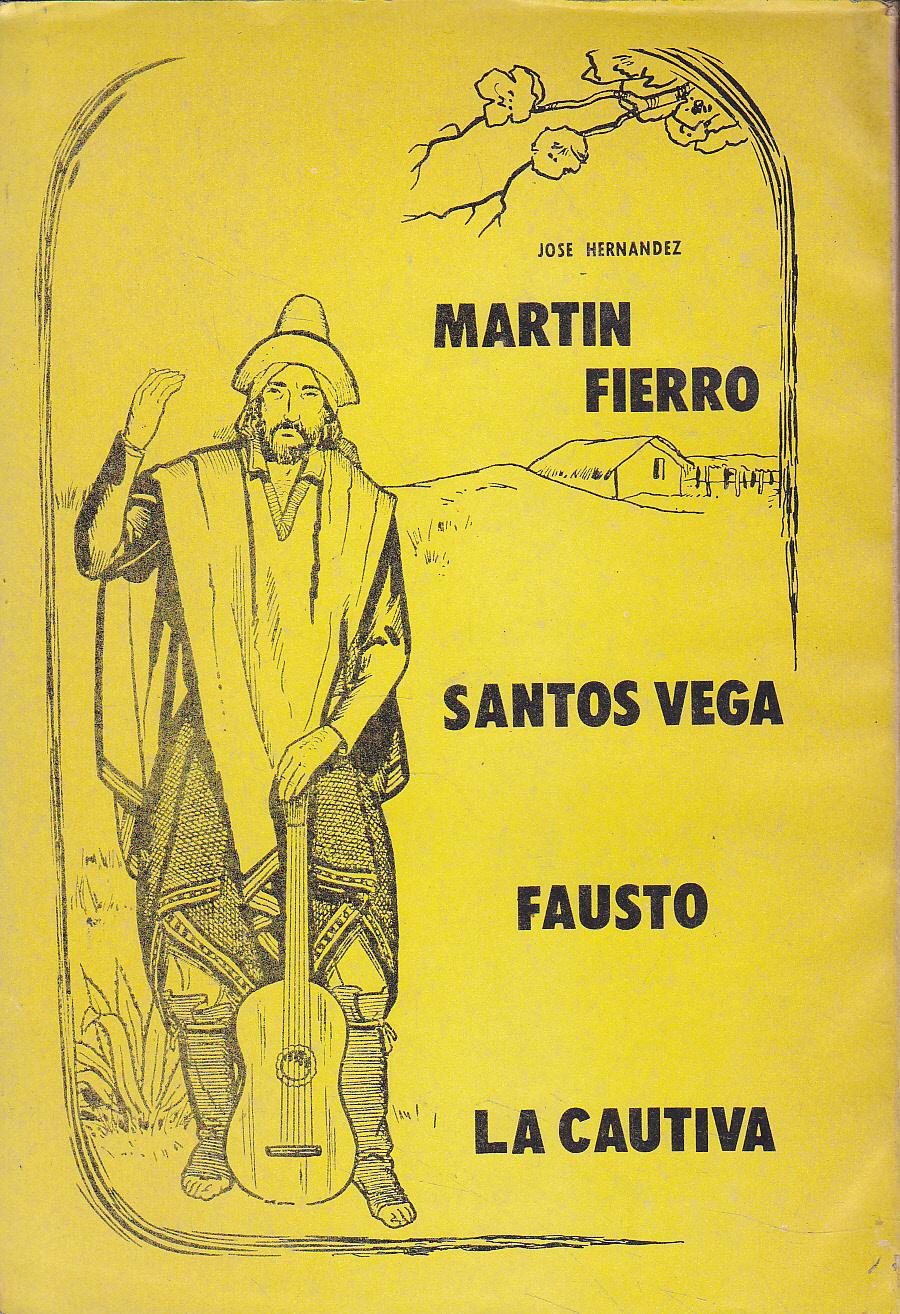 JOSE HERNANDEZ
MARTIN
FIERRO
SANTOS VEGA
FAUSTO
LA CAUTIVA